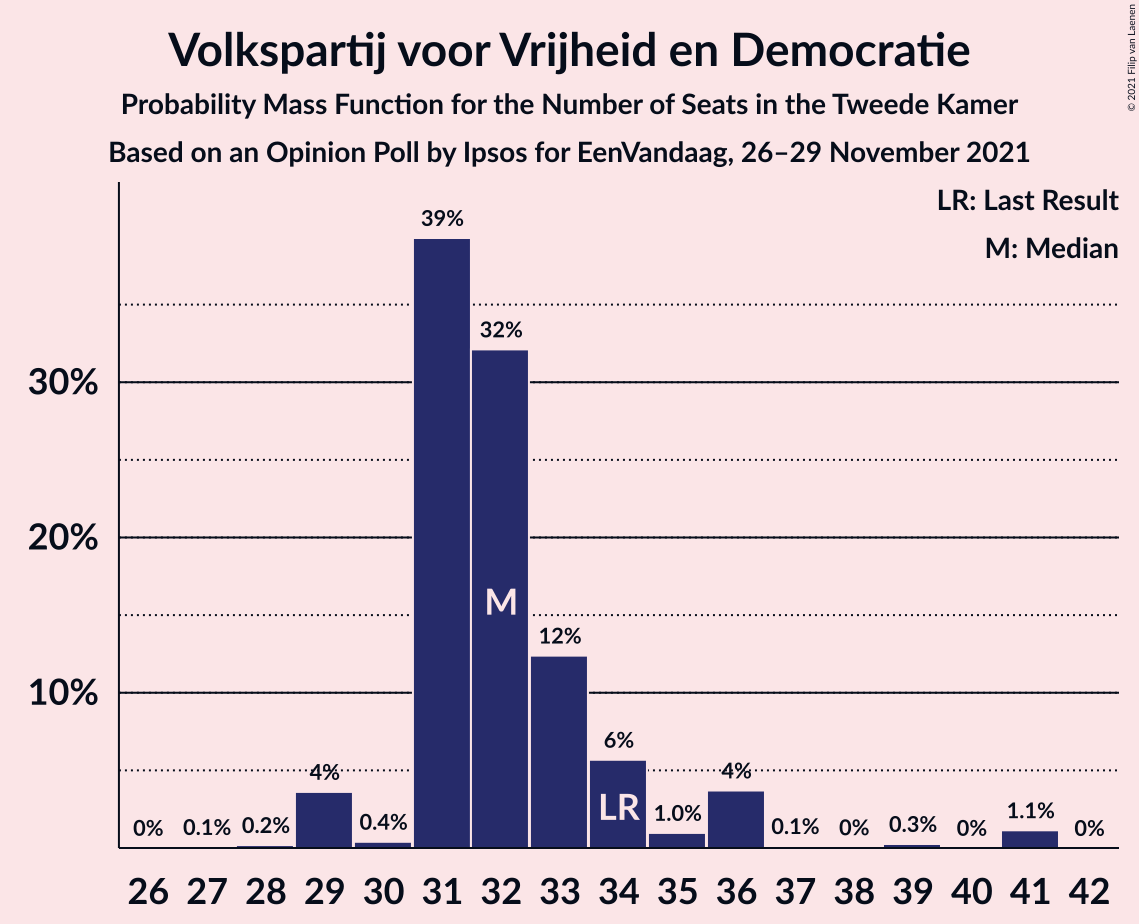 Volkspartij voor Vrijheid en Democratie
Probability Mass Function for the Number of Seats in the Tweede Kamer
Based on an Opinion Poll by Ipsos for EenVandaag, 26–29 November 2021
© 2021 Filip van Laenen
LR: Last Result
M: Median
30%
20%
10%
0%
0.1%
0.2%
4%
0.4%
39%
32%
12%
6%
1.0%
4%
0.1%
0%
0.3%
0%
1.1%
0%
M
LR
26 27 28 29 30 31 32 33 34 35 36 37 38 39 40 41 42